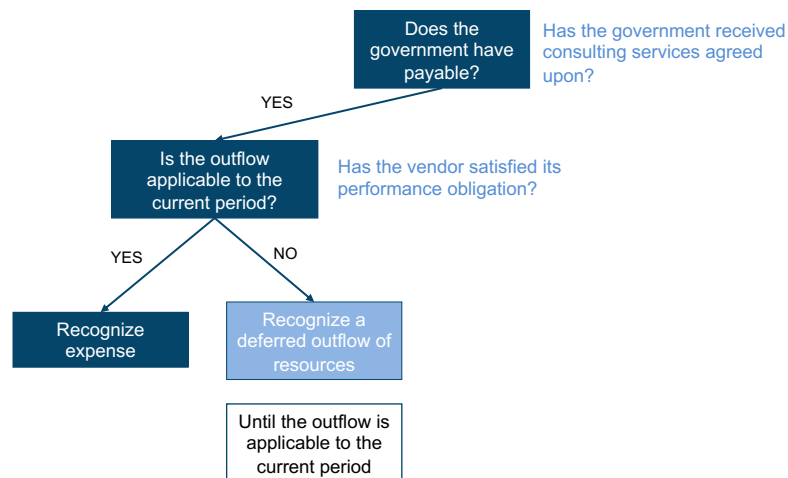 Does the
government have
payable?
Has the government received
consulting services agreed
upon?
YES
Is the outflow
applicable to the
current period?
Has the vendor satisfied its
performance obligation?
YES
NO
Recognize
expense
Recognize a
deferred outflow of
resources
Until the outflow is
applicable to the
current period